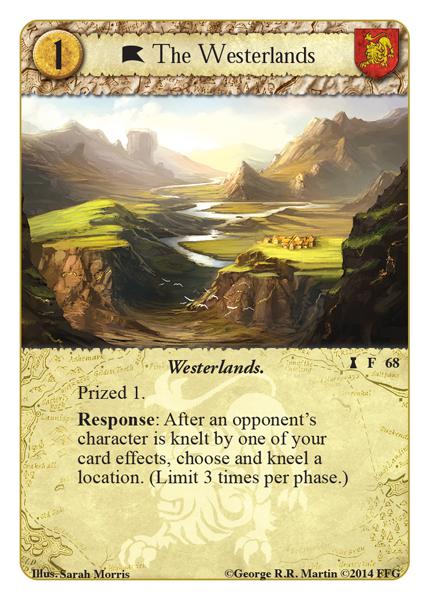 1
The Westerlands
Westerlands.
F 68
Prized 1.
Response: After an opponent's
character is knelt by one of your
card effects, choose and kneel a
location. (Limit 3 times per phase.)
Illus. Sarah Morris
©George R.R. Martin ©2014 FFG